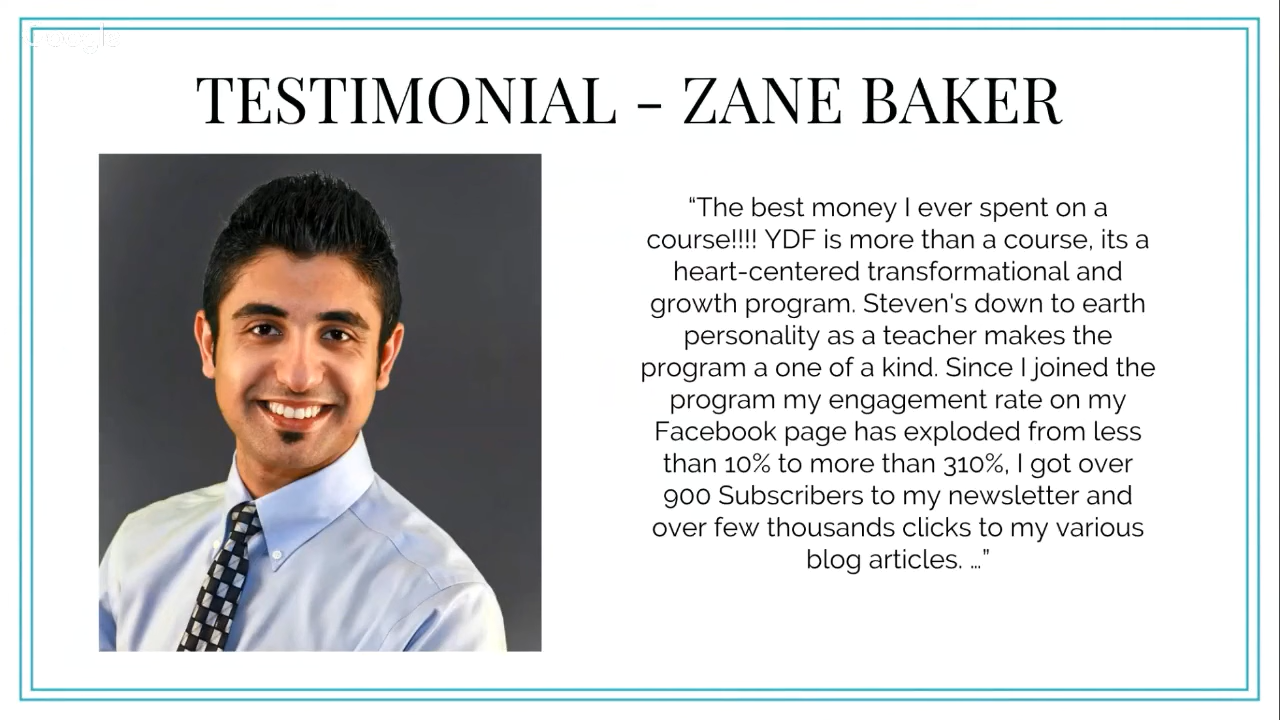 Google
TESTIMONIAL – ZANE BAKER
“The best money I ever spent on a
course!!!! YDF is more than a course, its a
heart-centered transformational and
growth program. Steven's down to earth
personality as a teacher makes the
program a one of a kind. Since I joined the
program my engagement rate on my
Facebook page has exploded from less
than 10% to more than 310%, I got over
900 Subscribers to my newsletter and
over few thousands clicks to my various
blog articles. ...”